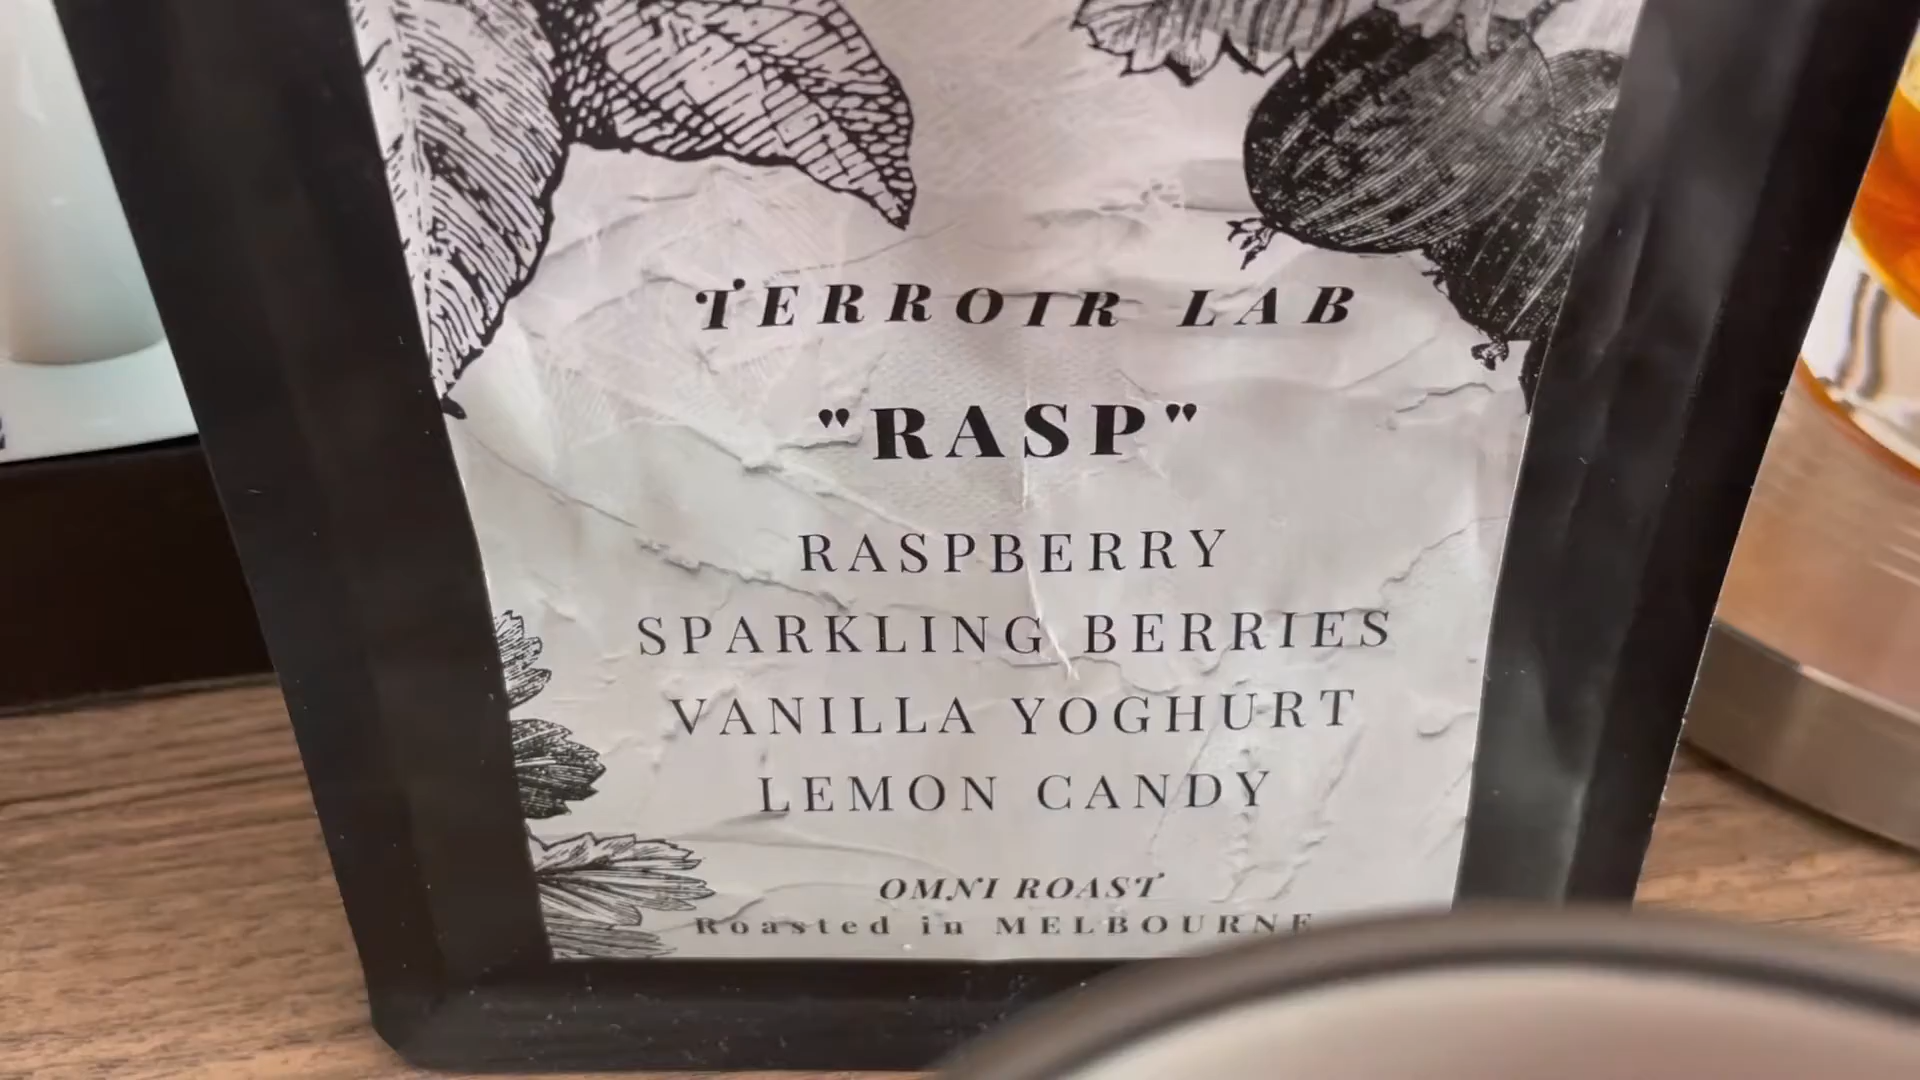 TERROIR LAB
"RASP"
RASPBERRY
SPARKLING BERRIES
VANILLA YOGHURT
LEMON CANDY
OMNI ROAST
Roasted in MELBOURNE